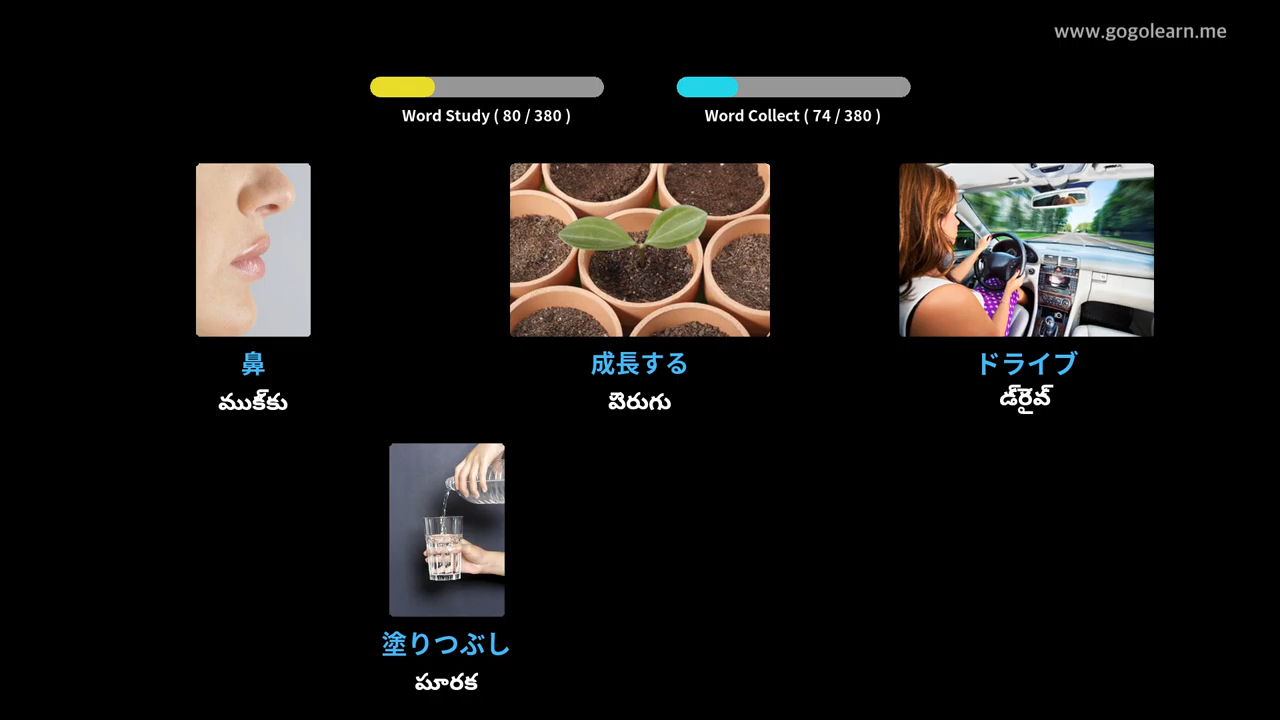 www.gogolearn.me
Word Study ( 80 / 380 )
Word Collect ( 74 / 380 )
鼻
成長する
ドライブ
ముక్‌కు
పెరుగు
డ్‌రైవ్
塗りつぶし
పూరక